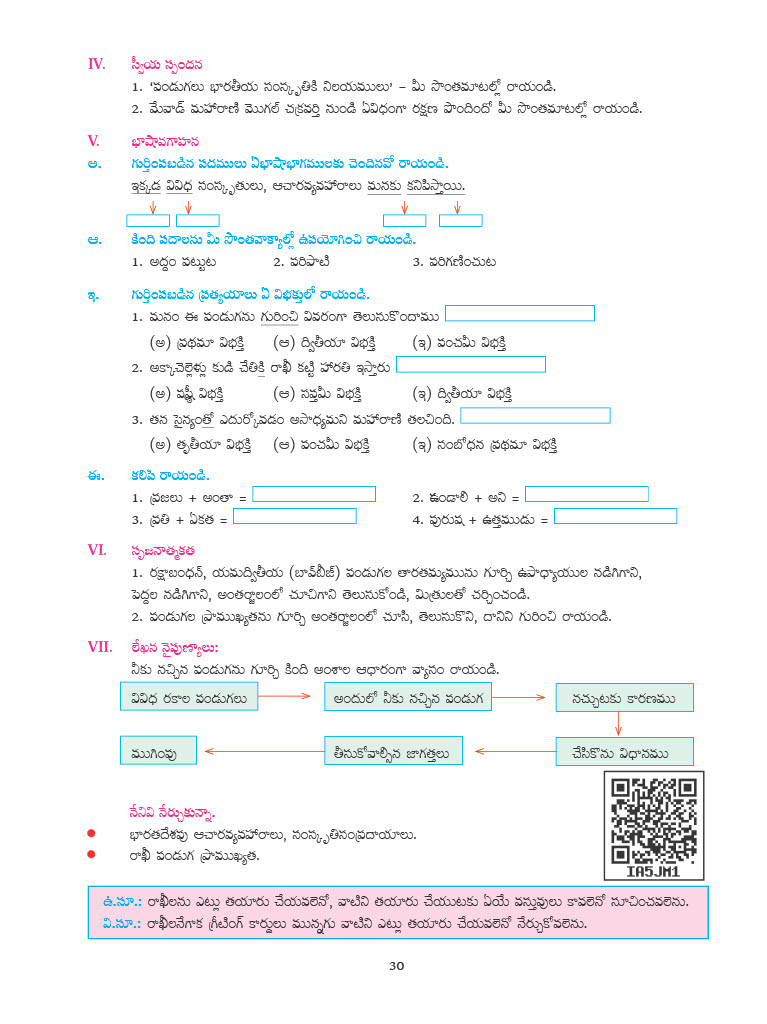 IV. స్వీయ స్పందన
1. ‘పండుగలు భారతీయ సంస్కృతికి నిలయములు’ – మీ సొంతమాటల్లో రాయండి.
2. మేవాడ్ మహారాణి మొగల్ చక్రవర్తి నుండి ఏవిధంగా రక్షణ పొందిందో మీ సొంతమాటల్లో రాయండి.
V. భాషావగాహన
అ. గుర్తింపబడిన పదములు ఏభాషాభాగములకు చెందినవో రాయండి.
ఇక్కడ వివిధ సంస్కృతులు, ఆచారవ్యవహారాలు మనకు కనిపిస్తాయి.
ఆ. కింది పదాలను మీ సొంతవాక్యాల్లో ఉపయోగించి రాయండి.
1. అద్దం పట్టుట 2. పరిపాటి 3. పరిగణించుట
ఇ. గుర్తింపబడిన ప్రత్యయాలు ఏ విభక్తులో రాయండి.
1. మనం ఈ పండుగను గురించి వివరంగా తెలుసుకొందాము
(అ) ప్రథమా విభక్తి (ఆ) ద్వితీయా విభక్తి (ఇ) పంచమీ విభక్తి
2. అక్కాచెల్లెళ్లు కుడి చేతికి రాఖీ కట్టి హారతి ఇస్తారు
(అ) షష్ఠీ విభక్తి (ఆ) సప్తమీ విభక్తి (ఇ) ద్వితీయా విభక్తి
3. తన సైన్యంతో ఎదుర్కోవడం అసాధ్యమని మహారాణి తలచింది.
(అ) తృతీయా విభక్తి (ఆ) పంచమీ విభక్తి (ఇ) సంబోధన ప్రథమా విభక్తి
ఈ. కలిపి రాయండి.
1. ప్రజలు + అంతా = 2. ఉండాలి + అని =
3. ప్రతి + ఏకత = 4. పురుష + ఉత్తముడు =
VI. సృజనాత్మకత
1. రక్షాబంధన్, యమద్వితీయ (బావ్‌బీజ్) పండుగల తారతమ్యమును గూర్చి ఉపాధ్యాయుల నడిగిగాని,
పెద్దల నడిగిగాని, అంతర్జాలంలో చూచిగాని తెలుసుకోండి, మిత్రులతో చర్చించండి.
2. పండుగల ప్రాముఖ్యతను గూర్చి అంతర్జాలంలో చూసి, తెలుసుకొని, దానిని గురించి రాయండి.
VII. లేఖన నైపుణ్యాలు:
నీకు నచ్చిన పండుగను గూర్చి కింది అంశాల ఆధారంగా వ్యాసం రాయండి.
వివిధ రకాల పండుగలు అందులో నీకు నచ్చిన పండుగ నచ్చుటకు కారణము
ముగింపు తీసుకోవాల్సిన జాగత్తలు చేసికొను విధానము
నేనివి నేర్చుకున్నా.
● భారతదేశపు ఆచారవ్యవహారాలు, సంస్కృతిసంప్రదాయాలు.
● రాఖీ పండుగ ప్రాముఖ్యత.
IA5JM1
ఉ.సూ.: రాఖీలను ఎట్లు తయారు చేయవలెనో, వాటిని తయారు చేయుటకు ఏయే వస్తువులు కావలెనో సూచించవలెను.
వి.సూ.: రాఖీలనేగాక గ్రీటింగ్ కార్డులు మున్నగు వాటిని ఎట్లు తయారు చేయవలెనో నేర్చుకోవలెను.
30